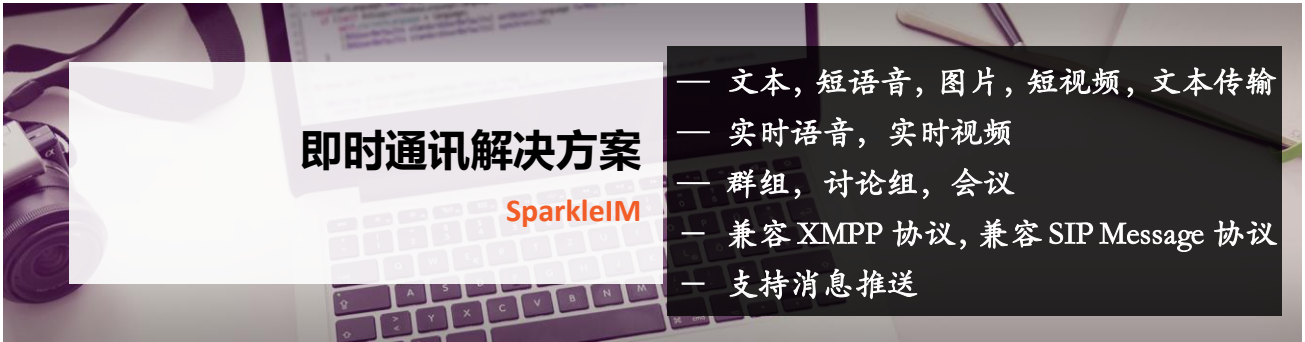 即时通讯解决方案
SparkleIM
— 文本，短语音，图片，短视频，文本传输
— 实时语音，实时视频
— 群组，讨论组，会议
— 兼容 XMPP 协议，兼容 SIP Message 协议
— 支持消息推送